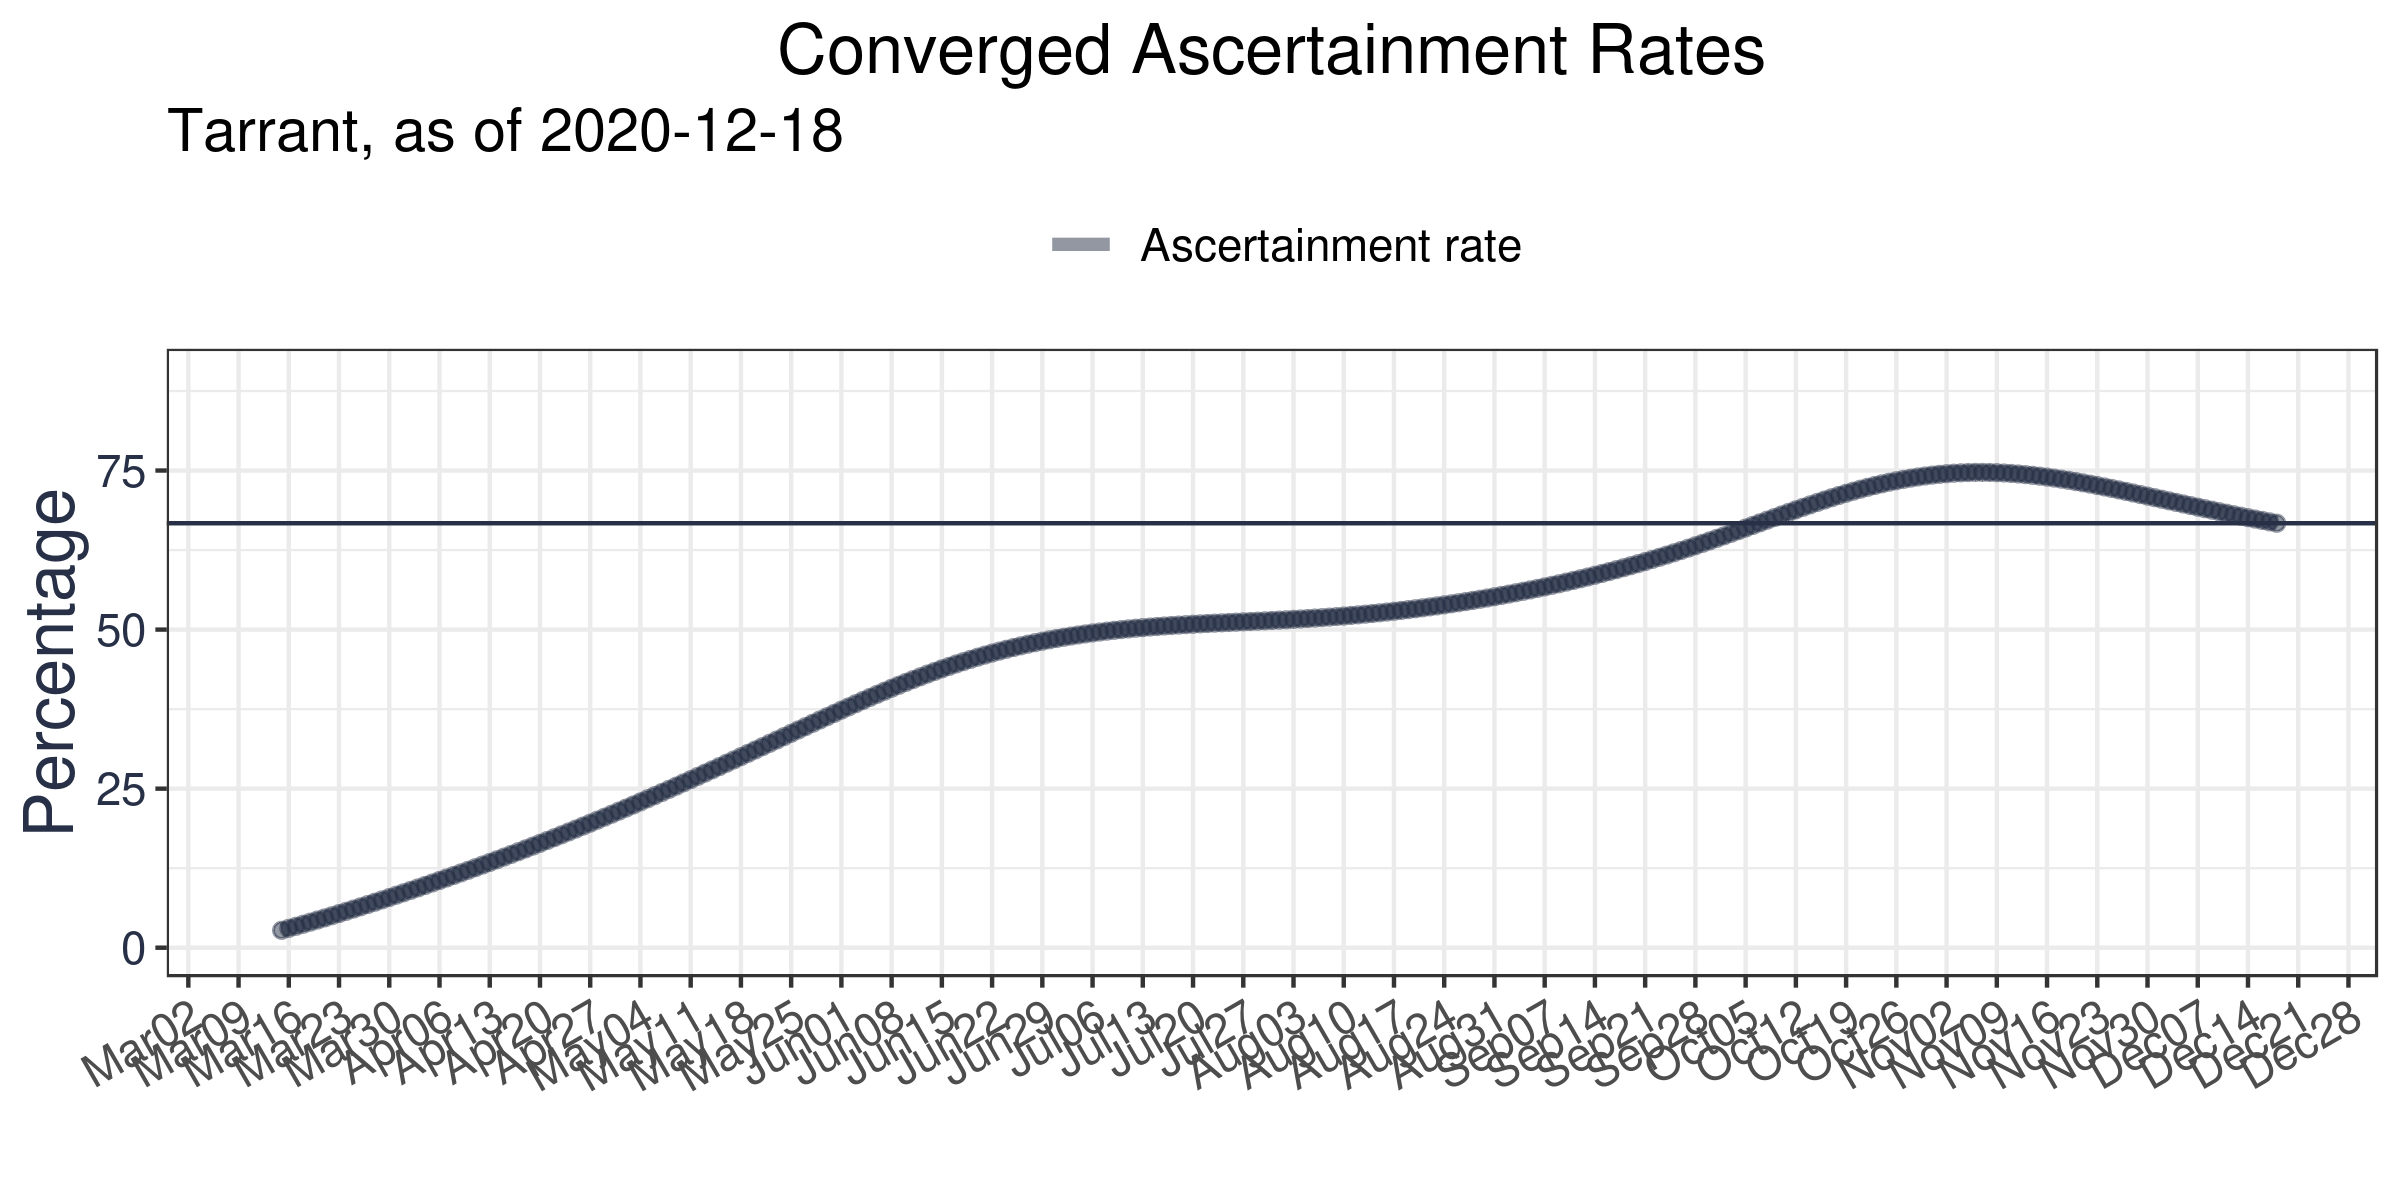 Converged Ascertainment Rates
Tarrant, as of 2020-12-18
Ascertainment rate
Percentage
75
50
25
0
Mar02
Mar09
Mar16
Mar23
Mar30
Apr06
Apr13
Apr20
Apr27
May04
May11
May18
May25
Jun01
Jun08
Jun15
Jun22
Jun29
Jul06
Jul13
Jul20
Jul27
Aug03
Aug10
Aug17
Aug24
Aug31
Sep07
Sep14
Sep21
Sep28
Oct05
Oct12
Oct19
Oct26
Nov02
Nov09
Nov16
Nov23
Nov30
Dec07
Dec14
Dec21
Dec28